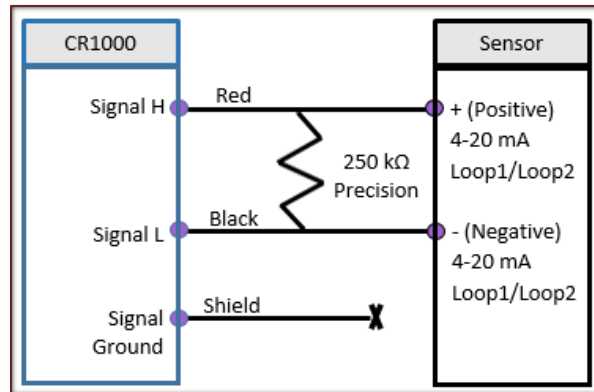 CR1000
Sensor
Signal H
Red
+ (Positive)
4-20 mA
Loop1/Loop2
250 kΩ
Precision
Signal L
Black
- (Negative)
4-20 mA
Loop1/Loop2
Signal
Ground
Shield